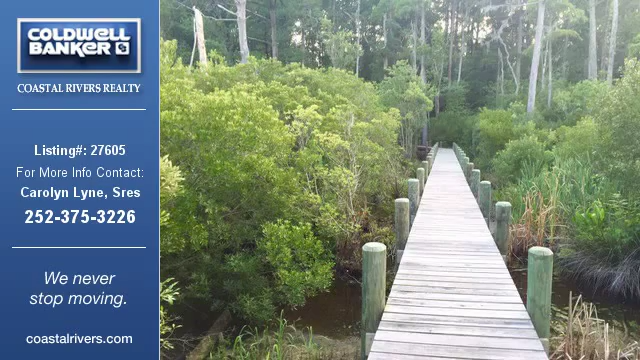 COLDWELL
BANKER
COASTAL RIVERS REALTY
Listing#: 27605
For More Info Contact:
Carolyn Lyne, Sres
252-375-3226
We never
stop moving.
coastalrivers.com